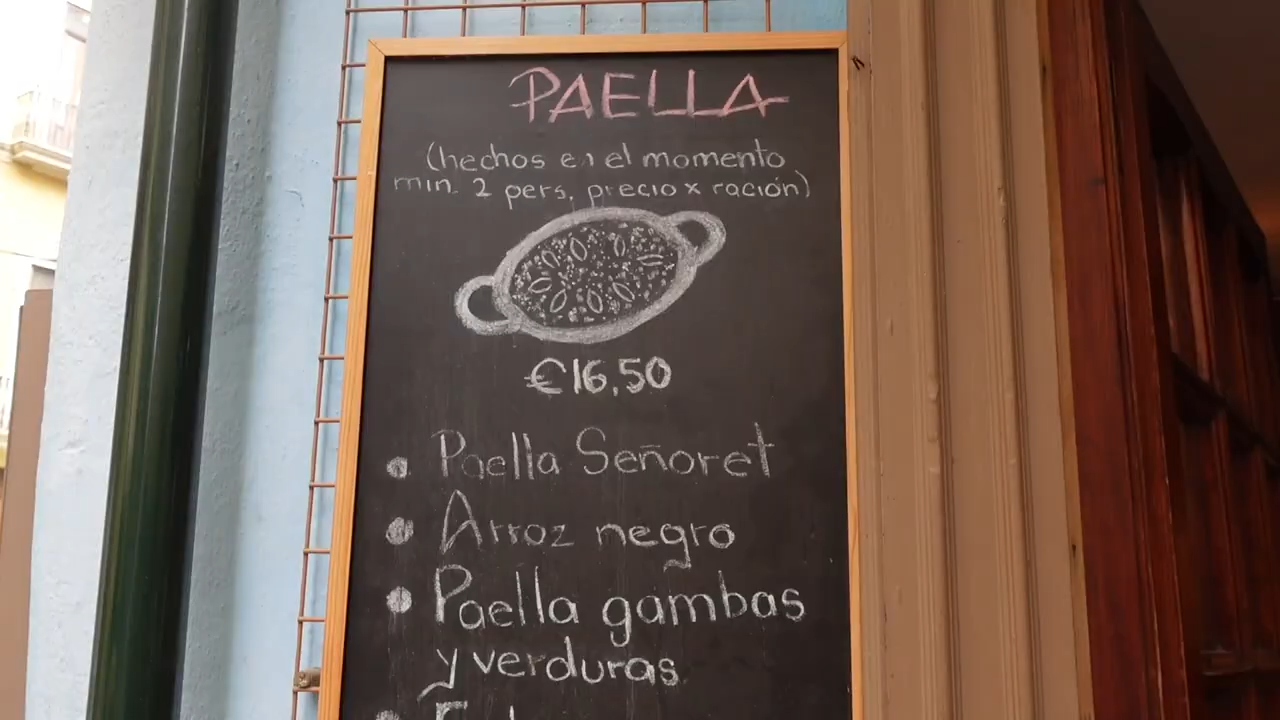 PAELLA
(hechos en el momento
min. 2 pers. precio x ración)
€16,50
• Paella Señoret
• Arroz negro
• Paella gambas
y verduras